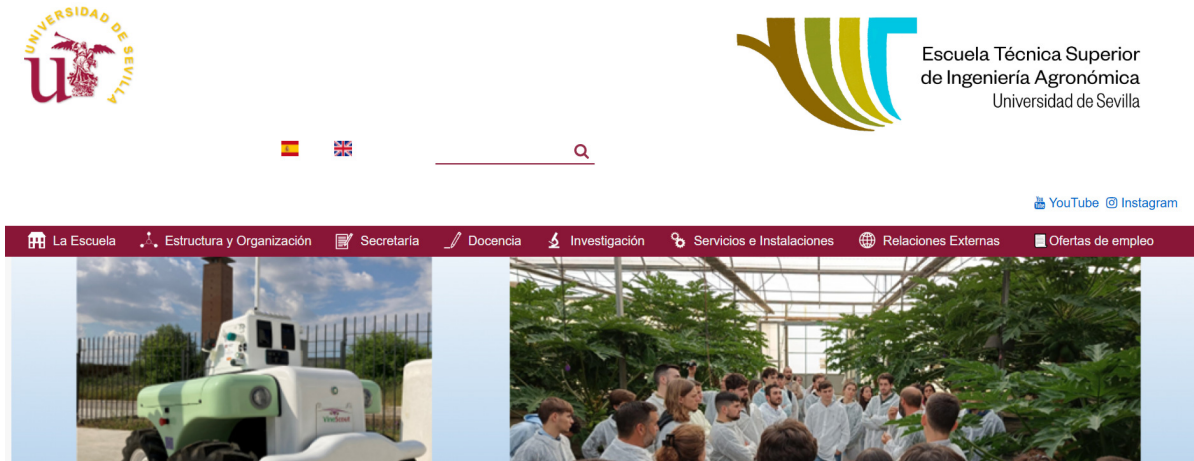 UNIVERSIDAD DE SEVILLA
Escuela Técnica Superior
de Ingeniería Agronómica
Universidad de Sevilla
YouTube Instagram
La Escuela Estructura y Organización Secretaría Docencia Investigación Servicios e Instalaciones Relaciones Externas Ofertas de empleo
VineScout